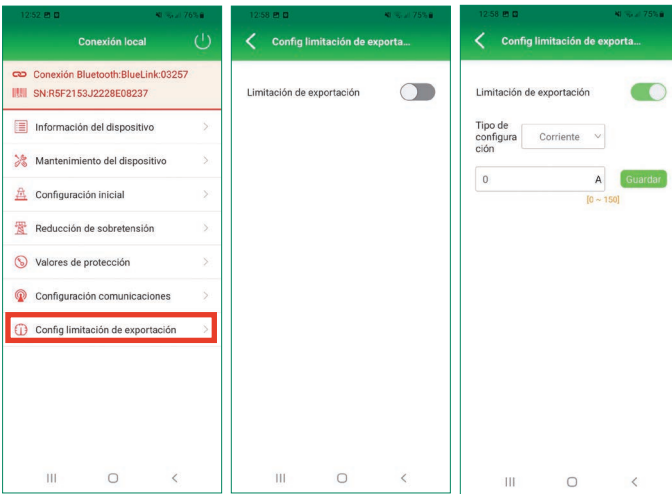 12:52
76%
Conexión local
Conexión Bluetooth:BlueLink:03257
SN:R5F2153J2228E08237
Información del dispositivo
Mantenimiento del dispositivo
Configuración inicial
Reducción de sobretensión
Valores de protección
Configuración comunicaciones
Config limitación de exportación
12:58
75%
Config limitación de exporta...
Limitación de exportación
12:58
75%
Config limitación de exporta...
Limitación de exportación
Tipo de
configura
ción
Corriente
0 A Guardar
[0 ~ 150]